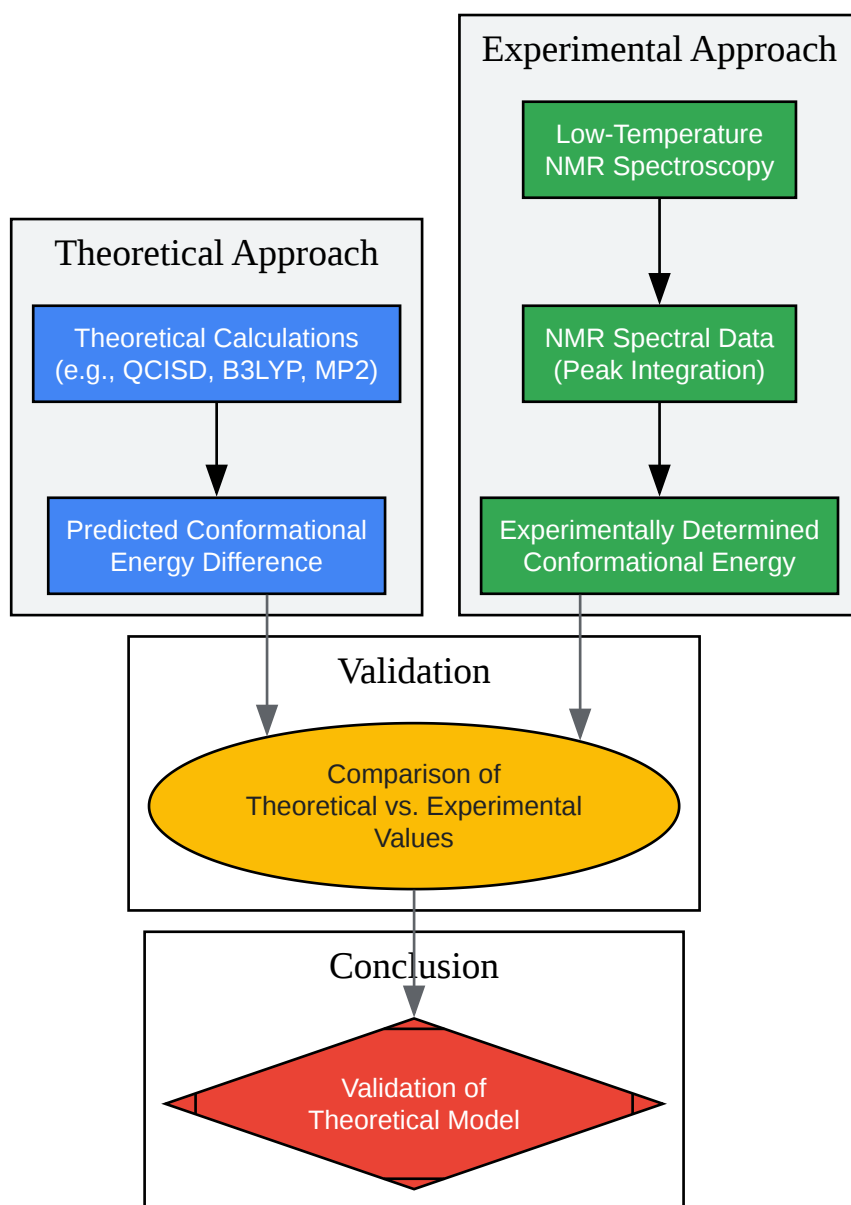 Experimental Approach
Low-Temperature
NMR Spectroscopy
Theoretical Approach
Theoretical Calculations
(e.g., QCISD, B3LYP, MP2)
NMR Spectral Data
(Peak Integration)
Predicted Conformational
Energy Difference
Experimentally Determined
Conformational Energy
Validation
Comparison of
Theoretical vs. Experimental
Values
Conclusion
Validation of
Theoretical Model